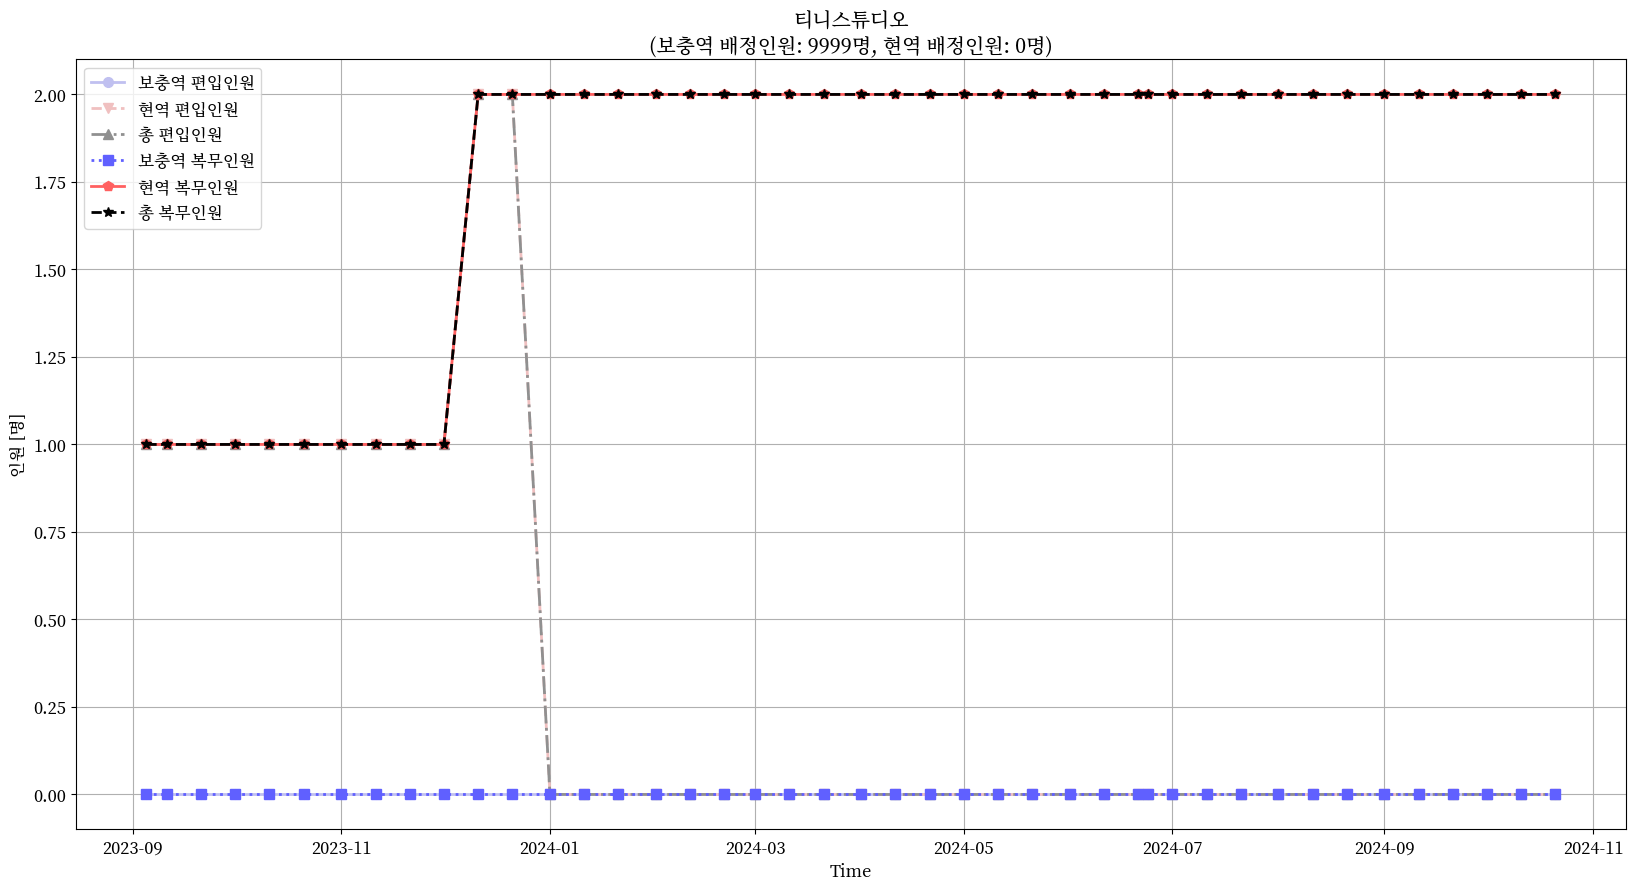 티니스튜디오
(보충역 배정인원: 9999명, 현역 배정인원: 0명)
보충역 편입인원
현역 편입인원
총 편입인원
보충역 복무인원
현역 복무인원
총 복무인원
2.00
1.75
1.50
1.25
1.00
0.75
0.50
0.25
0.00
인원 [명]
2023-09
2023-11
2024-01
2024-03
2024-05
2024-07
2024-09
2024-11
Time